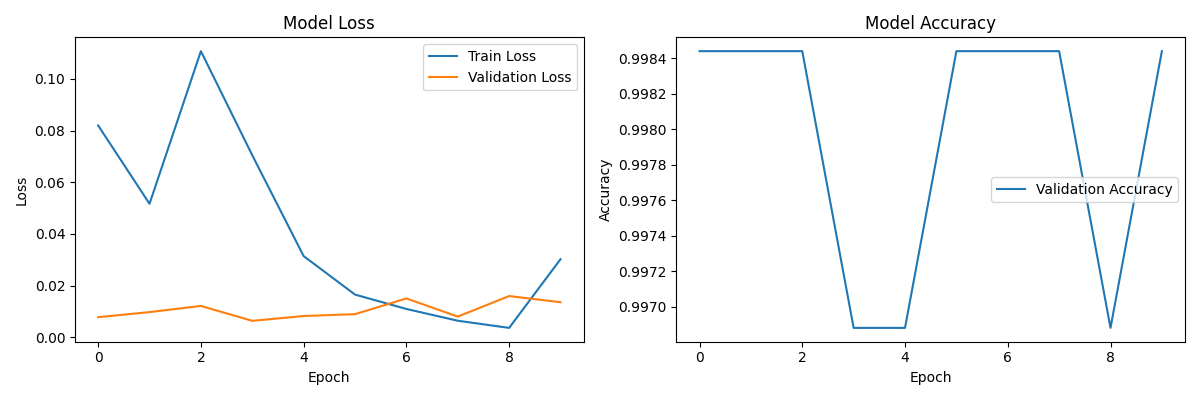 Model Loss
Train Loss
Validation Loss
Loss
0.10
0.08
0.06
0.04
0.02
0.00
0 2 4 6 8
Epoch
Model Accuracy
Validation Accuracy
Accuracy
0.9984
0.9982
0.9980
0.9978
0.9976
0.9974
0.9972
0.9970
0 2 4 6 8
Epoch